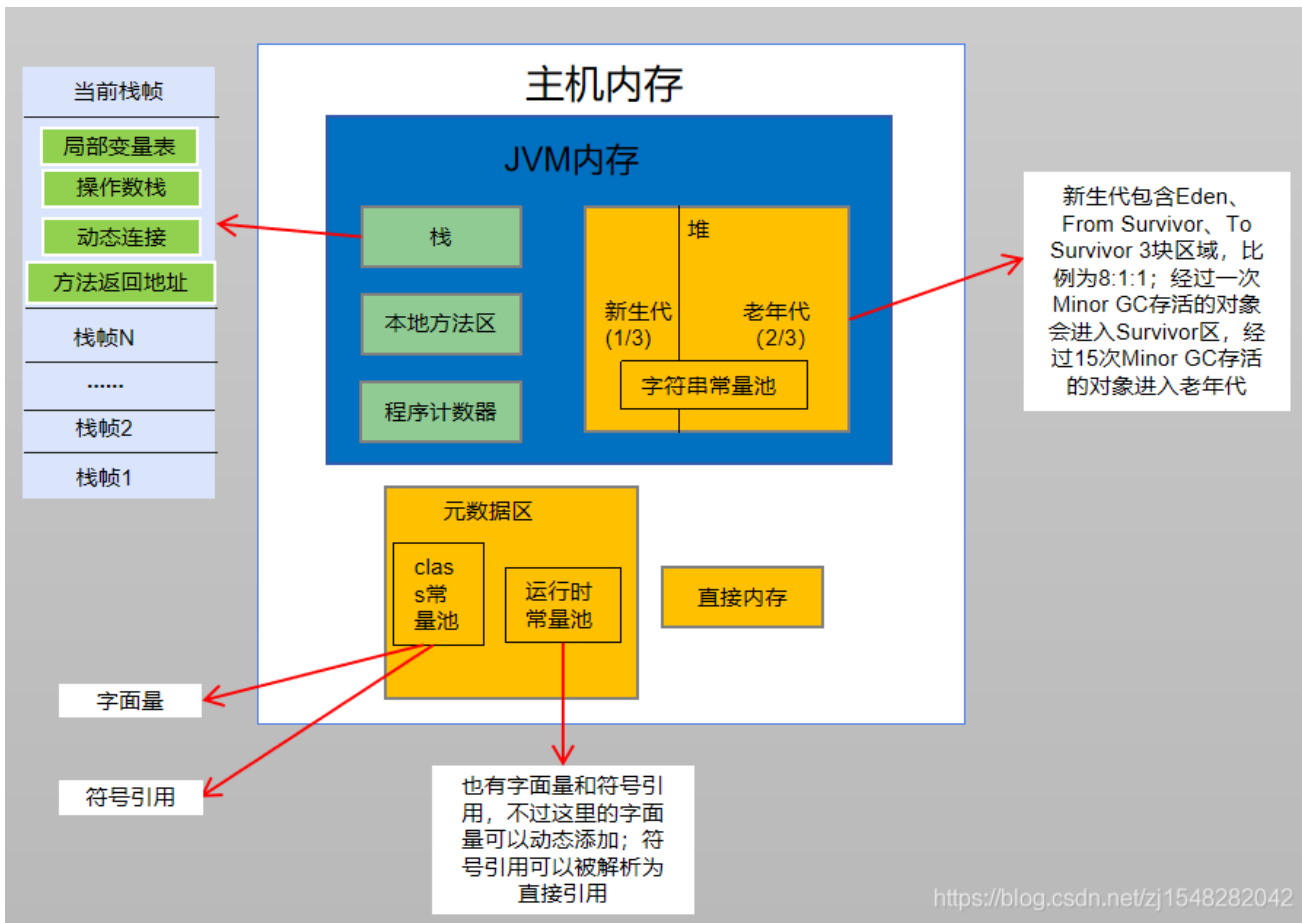 主机内存
JVM内存
当前栈帧
局部变量表
操作数栈
动态连接
方法返回地址
栈帧N
......
栈帧2
栈帧1
栈
本地方法区
程序计数器
堆
新生代
(1/3)
老年代
(2/3)
字符串常量池
新生代包含Eden、
From Survivor、To
Survivor 3块区域，比
例为8:1:1；经过一次
Minor GC存活的对象
会进入Survivor区，经
过15次Minor GC存活
的对象进入老年代
元数据区
clas
s常
量池
运行时
常量池
直接内存
字面量
符号引用
也有字面量和符号引
用，不过这里的字面
量可以动态添加；符
号引用可以被解析为
直接引用
https://blog.csdn.net/zj1548282042